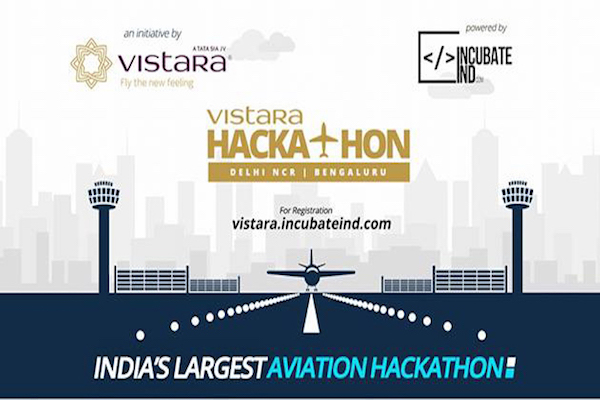 an initiative by
A TATA SIA JV
VISTARA®
Fly the new feeling
powered by
</> INCUBATE
IND.COM
VISTARA
HACKATHON
DELHI NCR | BENGALURU
For Registration
vistara.incubateind.com
INDIA'S LARGEST AVIATION HACKATHON